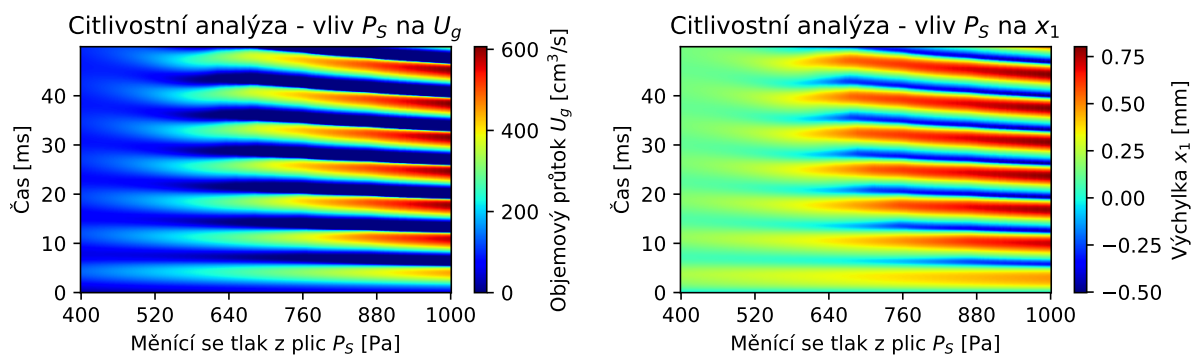 Citlivostní analýza - vliv P_S na U_g
Čas [ms]
40
30
20
10
0
400 520 640 760 880 1000
Měnící se tlak z plic P_S [Pa]
600
400
200
0
Objemový průtok U_g [cm³/s]
Citlivostní analýza - vliv P_S na x₁
Čas [ms]
40
30
20
10
0
400 520 640 760 880 1000
Měnící se tlak z plic P_S [Pa]
0.75
0.50
0.25
0.00
−0.25
−0.50
Výchylka x₁ [mm]